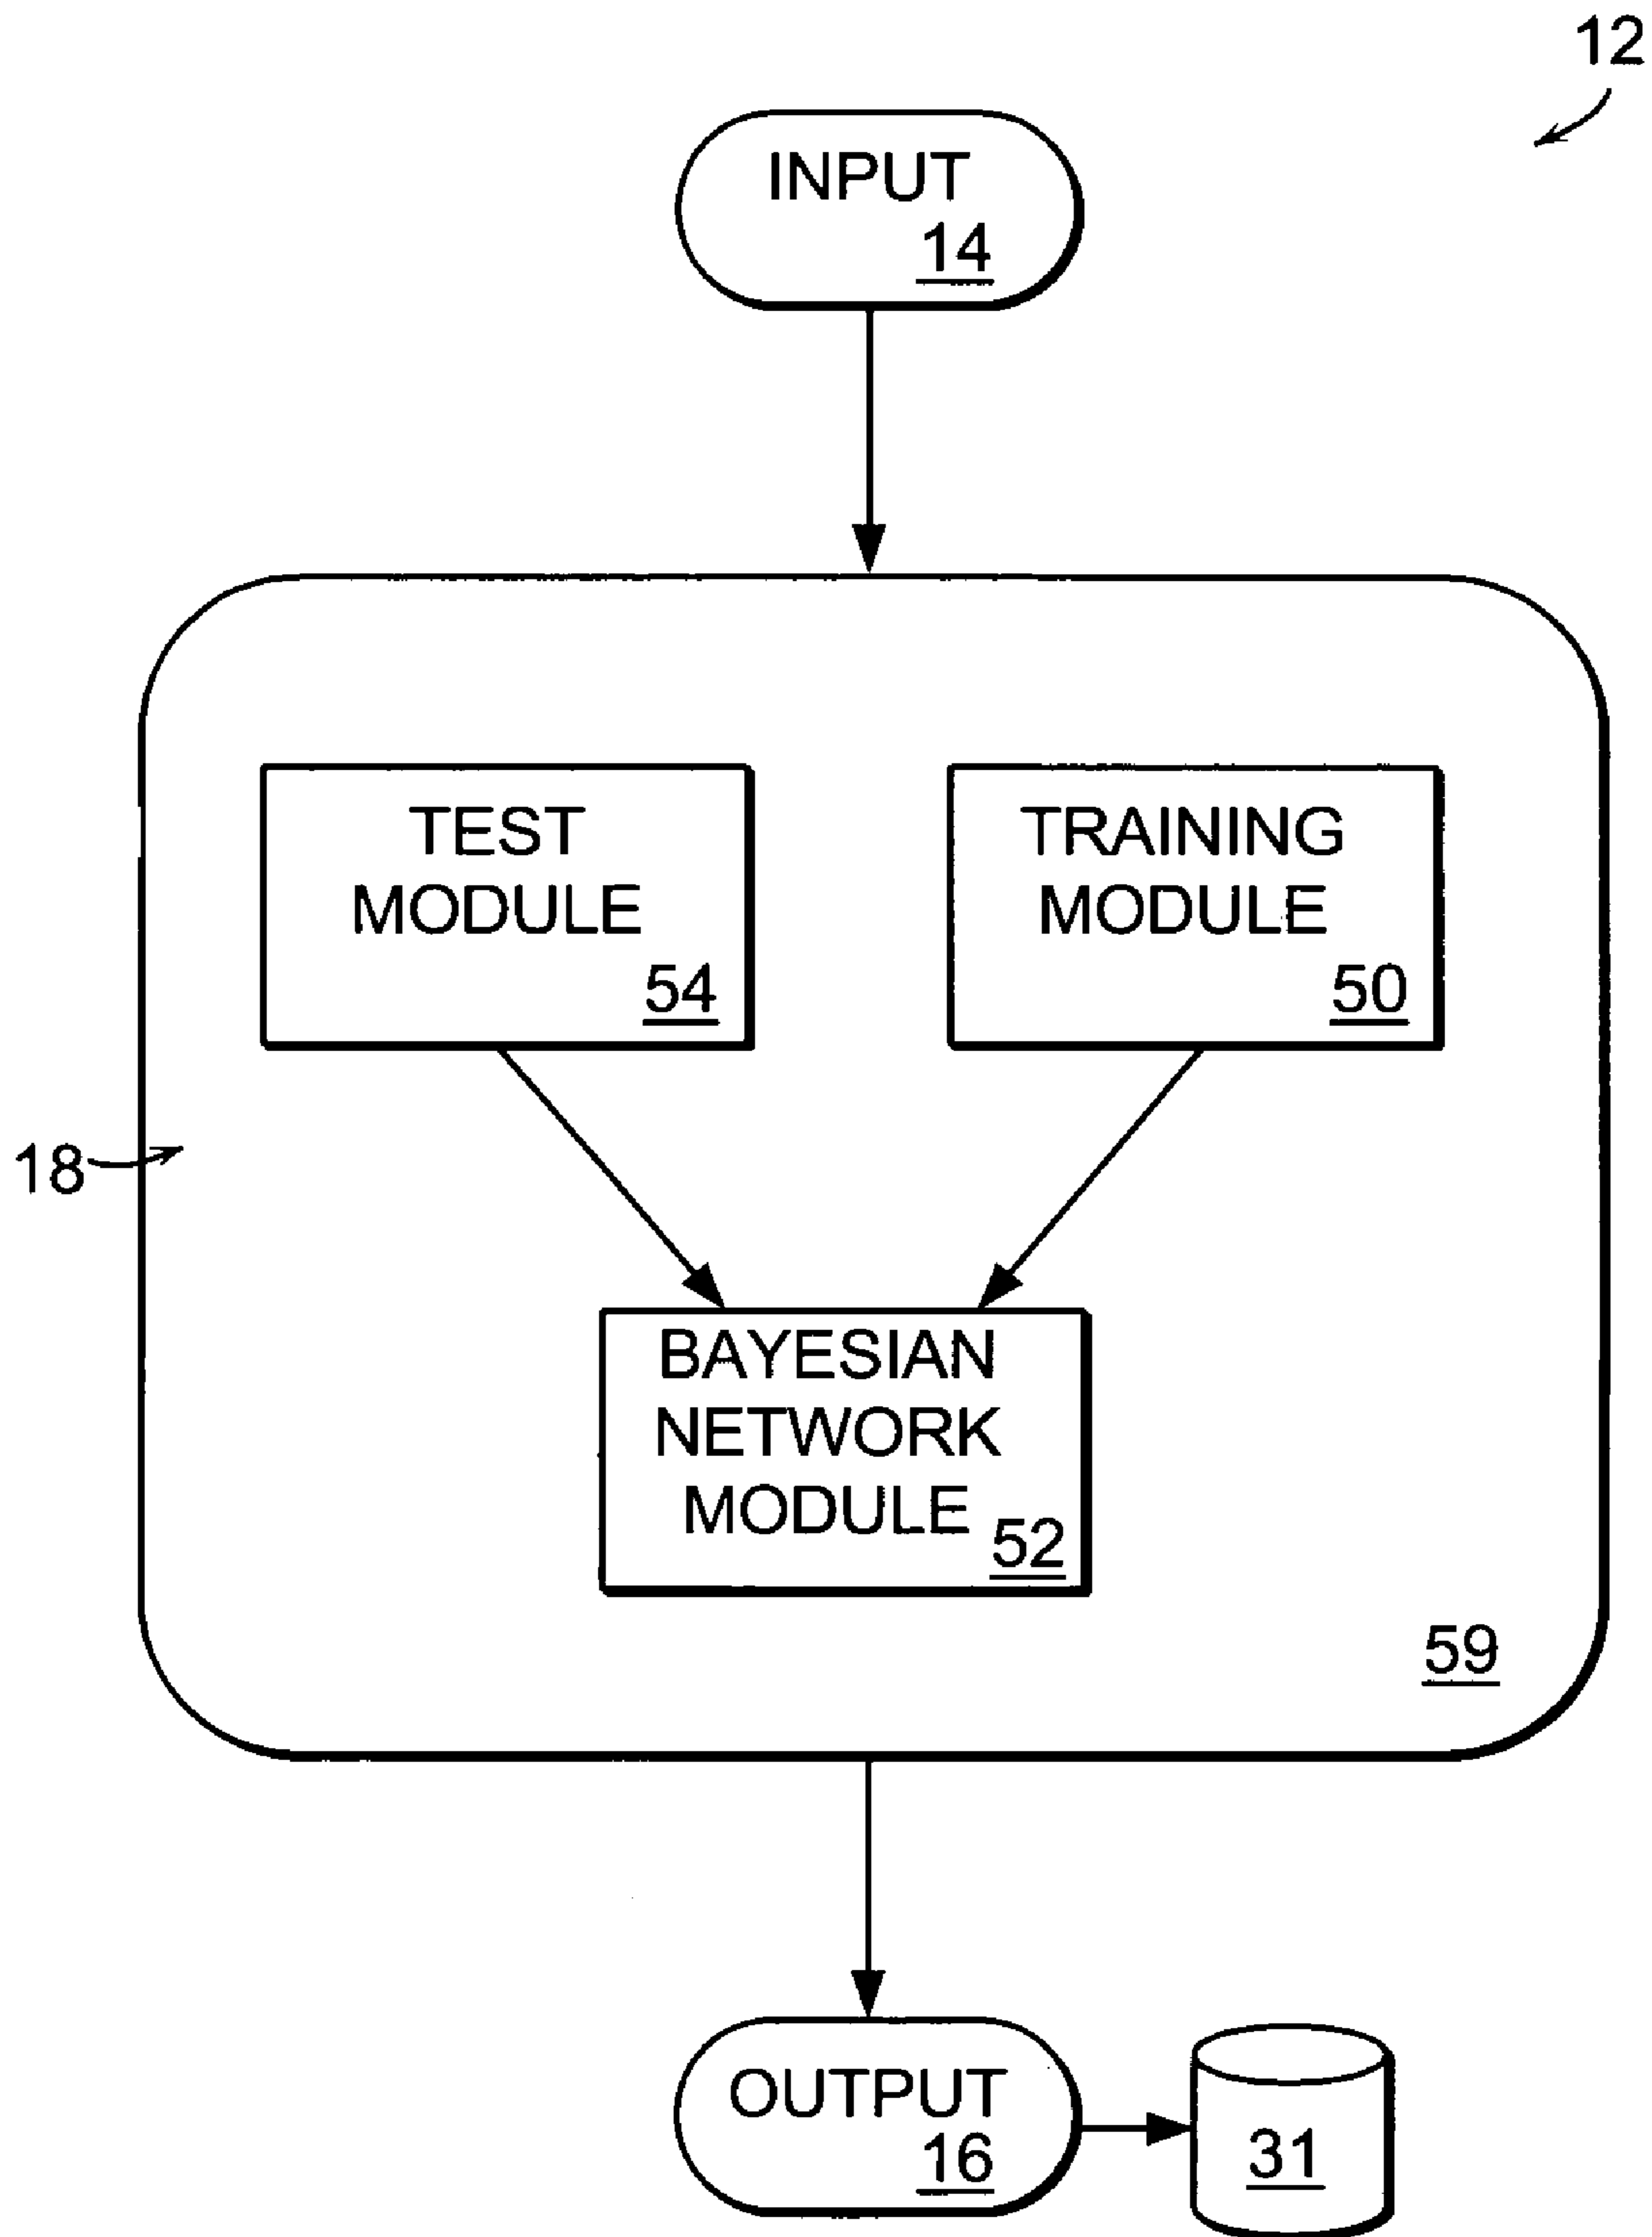 12
INPUT
14
TEST
MODULE
54
TRAINING
MODULE
50
18
BAYESIAN
NETWORK
MODULE
52
59
OUTPUT
16
31